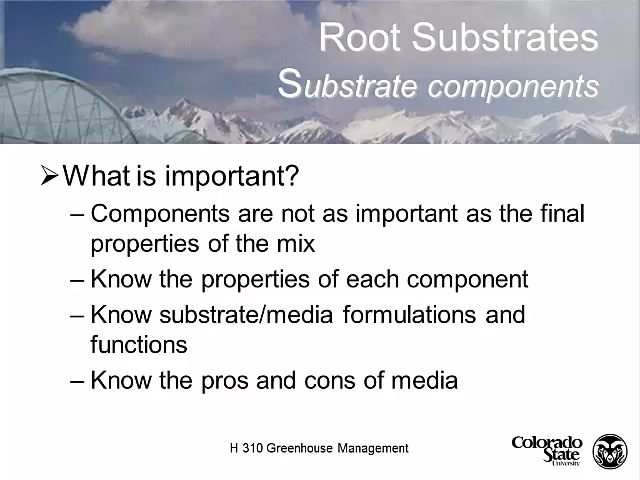 Root Substrates
Substrate components
➢What is important?
– Components are not as important as the final
properties of the mix
– Know the properties of each component
– Know substrate/media formulations and
functions
– Know the pros and cons of media
H 310 Greenhouse Management
Colorado
State
University